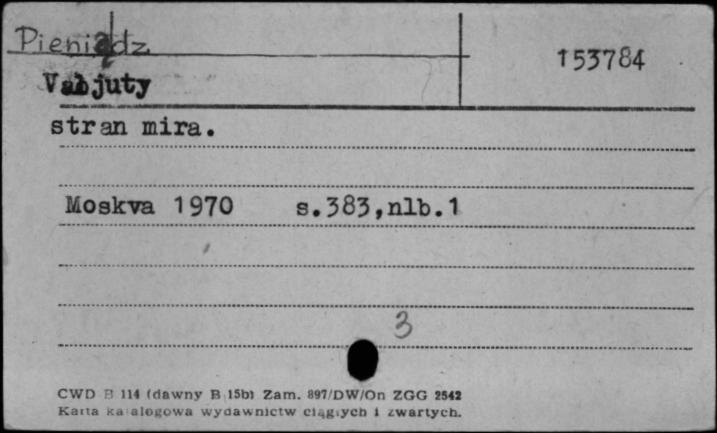 Pieniądz
153784
Valjuty
stran mira.
Moskva 1970 s.383,nlb.1
3
CWD B 114 (dawny B 15b) Zam. 897/DW/On ZGG 2542
Karta katalogowa wydawnictw ciągłych i zwartych.